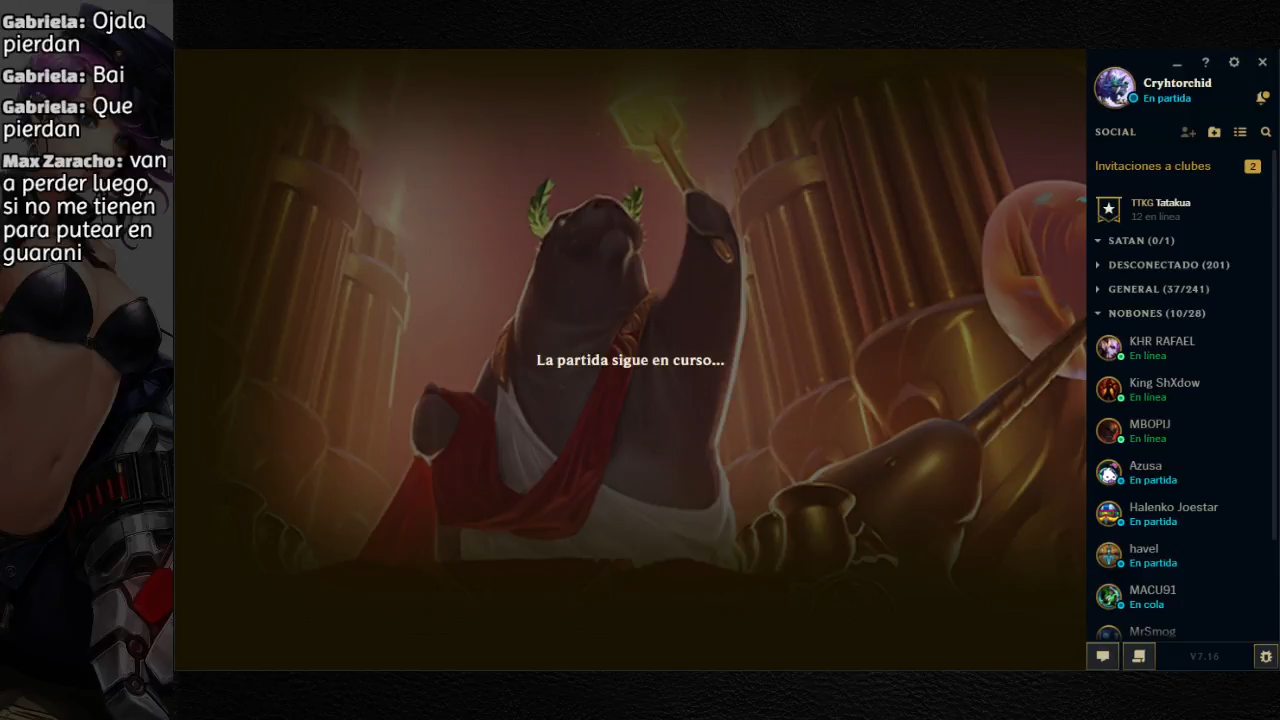 Gabriela: Ojala
pierdan
Gabriela: Bai
Gabriela: Que
pierdan
Max Zaracho: van
a perder luego,
si no me tienen
para putear en
guarani
La partida sigue en curso...
?
Cryhtorchid
En partida
SOCIAL
Invitaciones a clubes
2
TTKG Tatakua
12 en línea
SATAN (0/1)
DESCONECTADO (201)
GENERAL (37/241)
NOBONES (10/28)
KHR RAFAEL
En línea
King ShXdow
En línea
MBOPIJ
En línea
Azusa
En partida
Halenko Joestar
En partida
havel
En partida
MACU91
En cola
MrSmog
V7.16